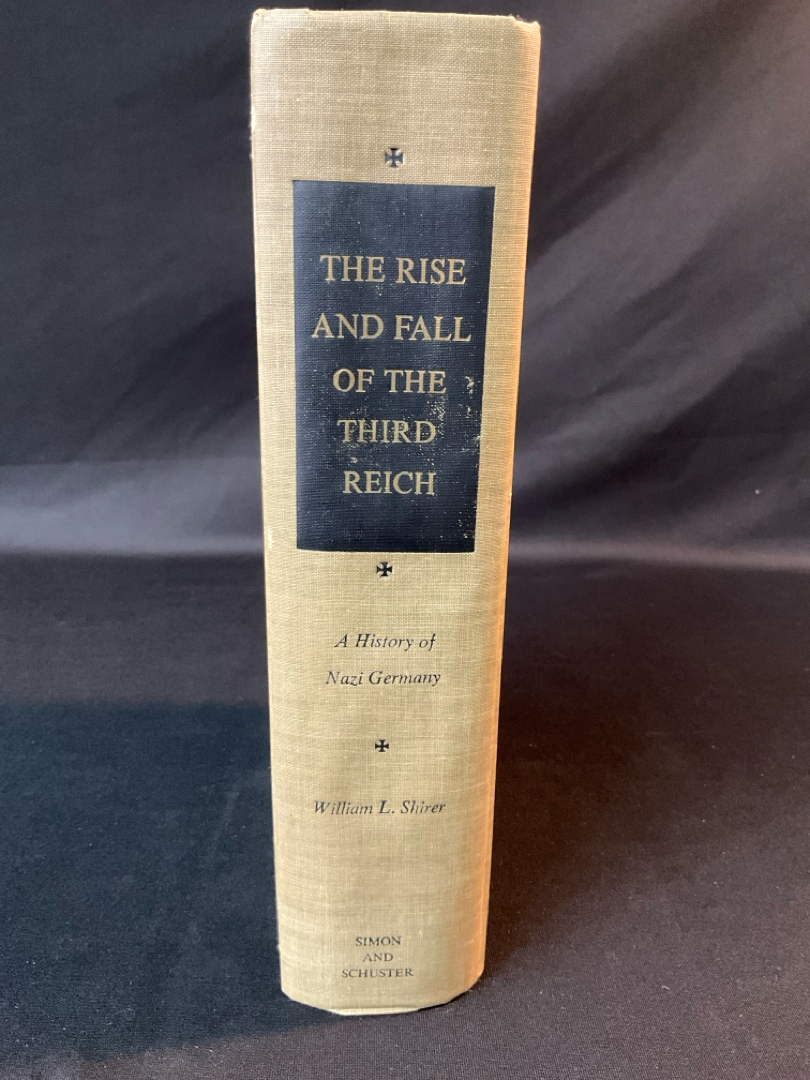 THE RISE
AND FALL
OF THE
THIRD
REICH
A History of
Nazi Germany
William L. Shirer
SIMON
AND
SCHUSTER